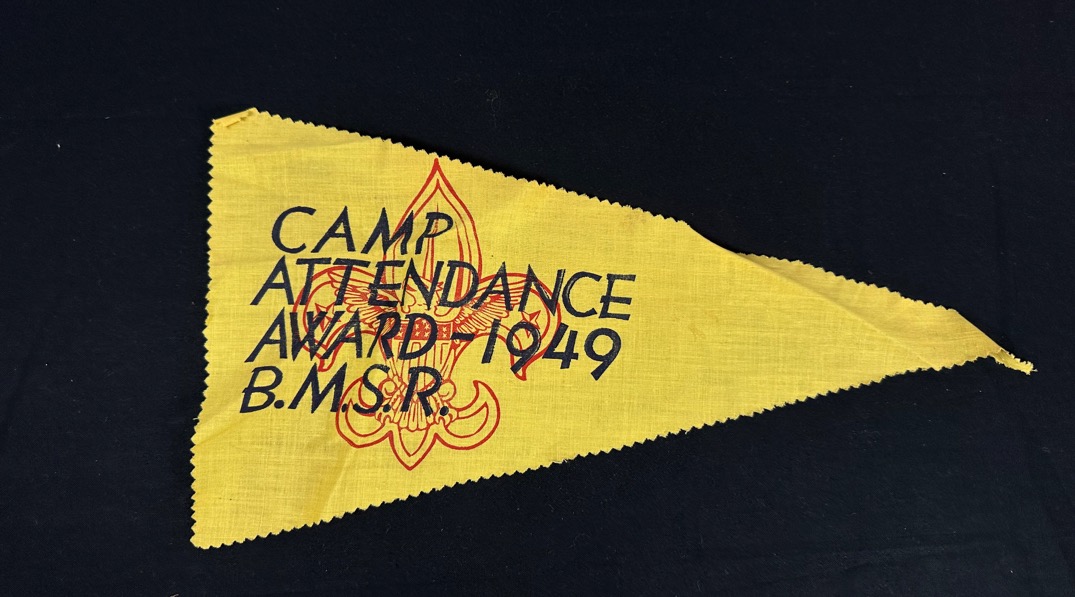 CAMP
ATTENDANCE
AWARD-1949
B.M.S.R.